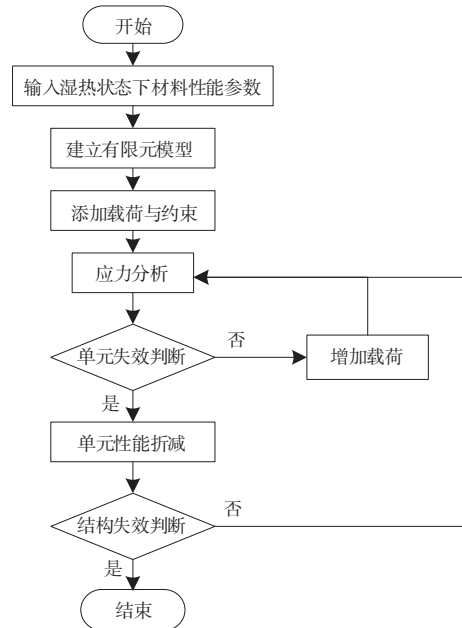 开始
输入湿热状态下材料性能参数
建立有限元模型
添加载荷与约束
应力分析
单元失效判断
否
增加载荷
是
单元性能折减
结构失效判断
否
是
结束